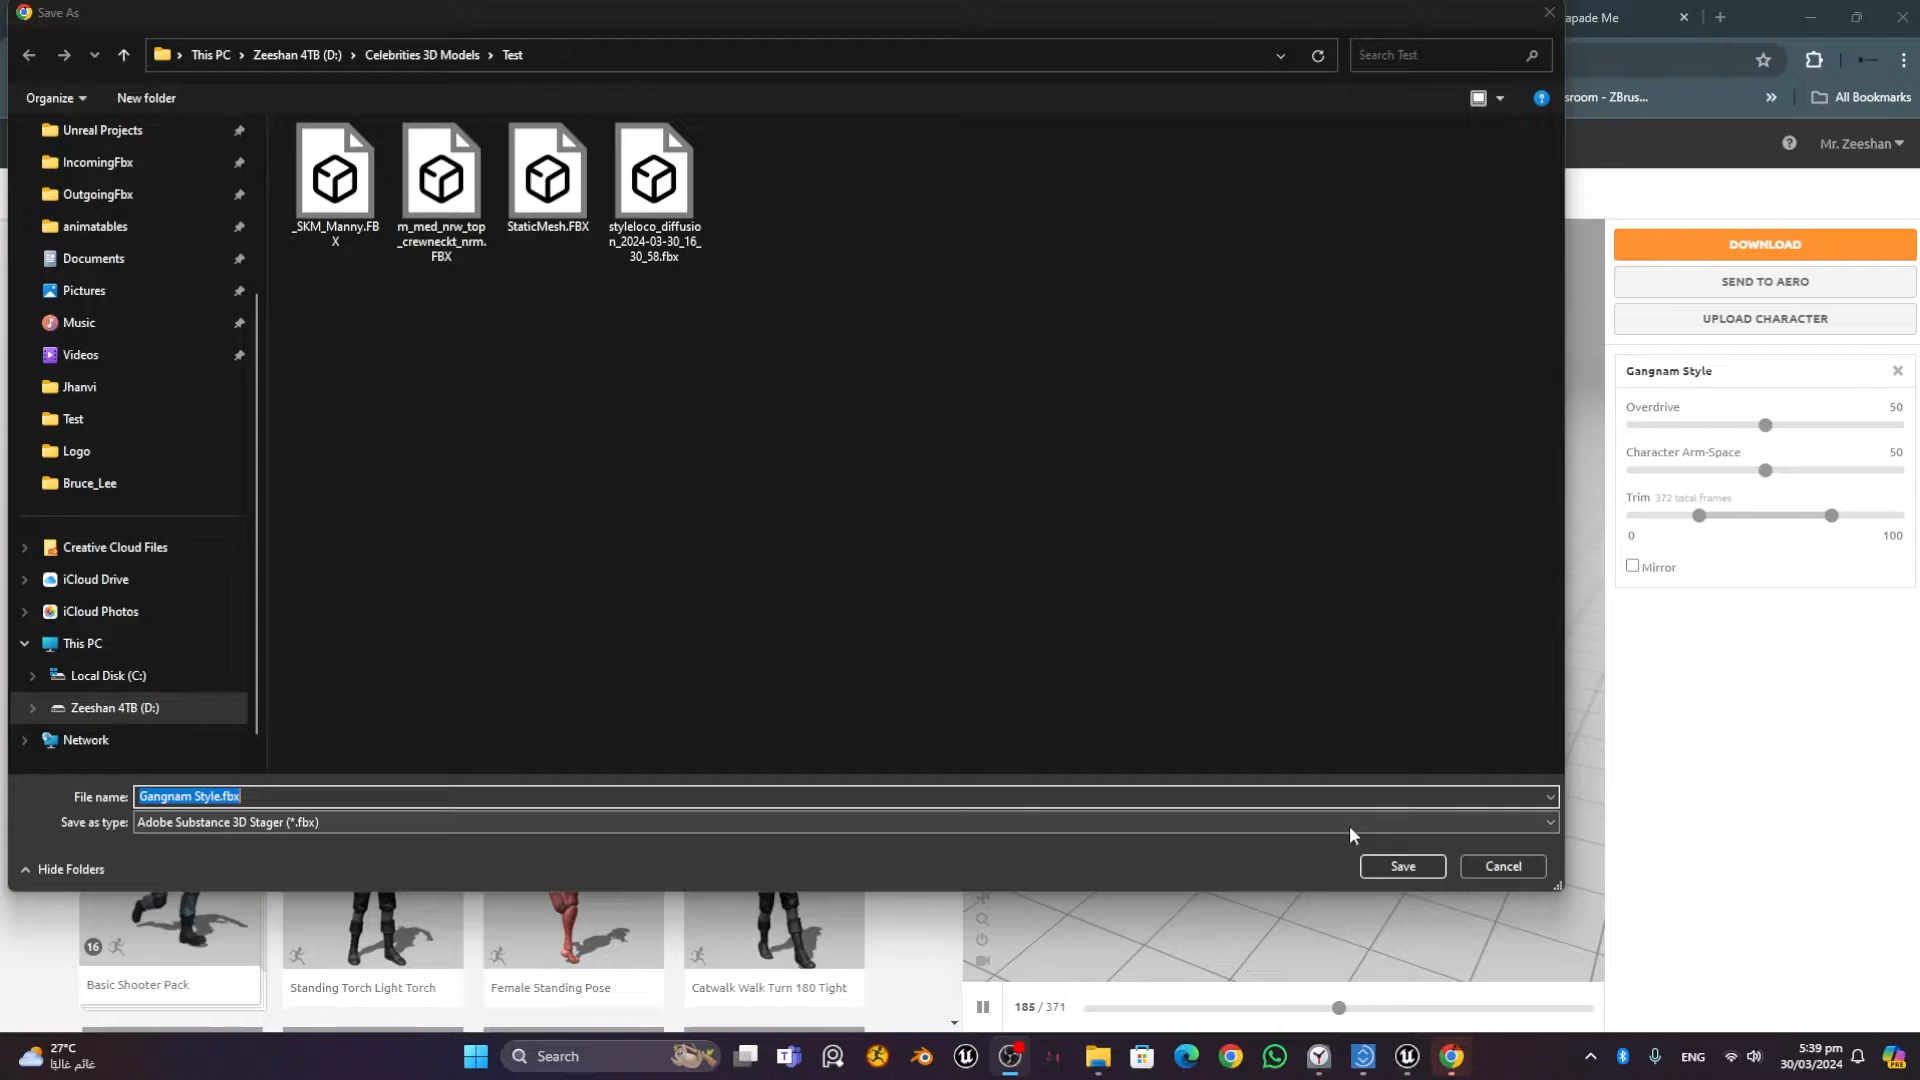 Save As
apade Me
This PC
Zeeshan 4TB (D:)
Celebrities 3D Models
Test
Search Test
Organize
New folder
sroom - ZBrus...
All Bookmarks
Mr. Zeeshan
Unreal Projects
IncomingFbx
OutgoingFbx
animatables
Documents
Pictures
Music
Videos
Jhanvi
Test
Logo
Bruce_Lee
Creative Cloud Files
iCloud Drive
iCloud Photos
This PC
Local Disk (C:)
Zeeshan 4TB (D:)
Network
_SKM_Manny.FB
X
m_med_nrw_top
_crewneckt_nrm.
FBX
StaticMesh.FBX
styleloco_diffusio
n_2024-03-30_16_
30_58.fbx
DOWNLOAD
SEND TO AERO
UPLOAD CHARACTER
Gangnam Style
Overdrive 50
Character Arm-Space 50
Trim 372 total frames
0 100
Mirror
File name: Gangnam Style.fbx
Save as type: Adobe Substance 3D Stager (*.fbx)
Hide Folders
Save
Cancel
16
Basic Shooter Pack
Standing Torch Light Torch
Female Standing Pose
Catwalk Walk Turn 180 Tight
185 / 371
27°C
غائم غالبًا
Search
ENG
5:39 pm
30/03/2024
PRE